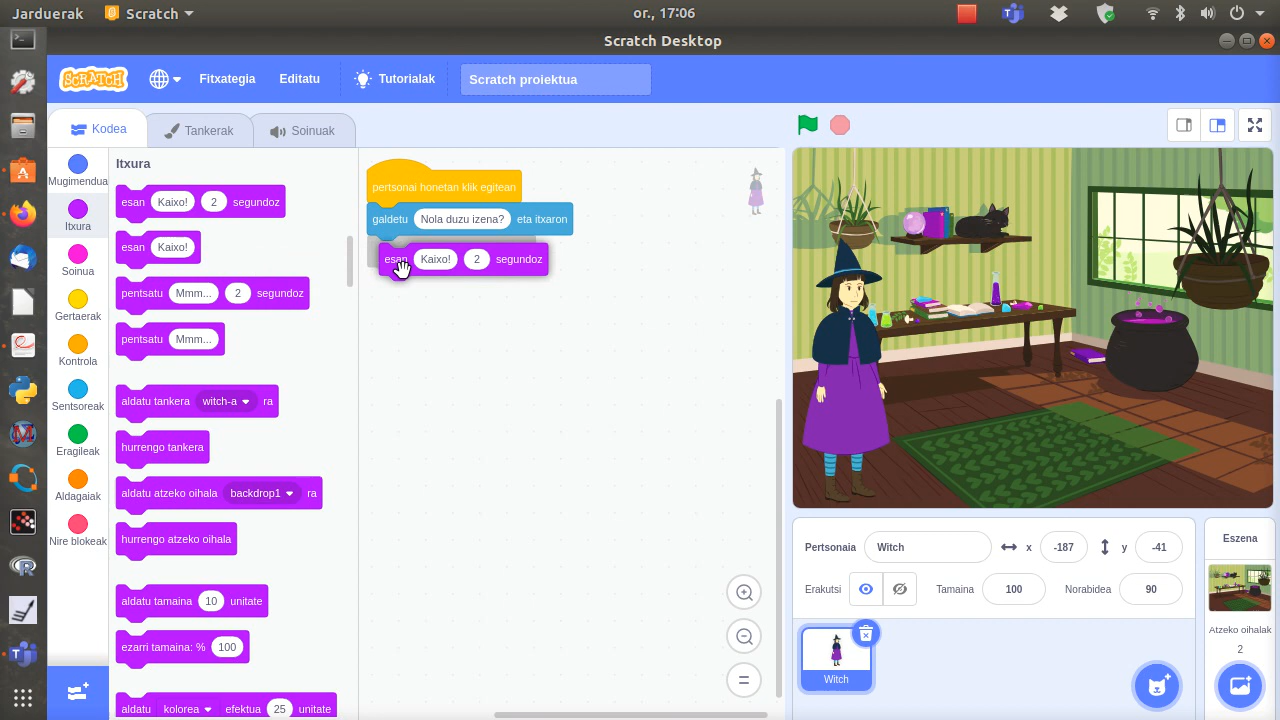 Jarduerak
Scratch
or., 17:06
Scratch Desktop
SCRATCH
Fitxategia
Editatu
Tutorialak
Scratch proiektua
Kodea
Tankerak
Soinuak
Mugimendua
Itxura
Soinua
Gertaerak
Kontrola
Sentsoreak
Eragileak
Aldagaiak
Nire blokeak
Itxura
esan Kaixo! 2 segundoz
esan Kaixo!
pentsatu Mmm... 2 segundoz
pentsatu Mmm...
aldatu tankera witch-a ra
hurrengo tankera
aldatu atzeko oihala backdrop1 ra
hurrengo atzeko oihala
aldatu tamaina 10 unitate
ezarri tamaina: % 100
aldatu kolorea efektua 25 unitate
pertsonai honetan klik egitean
galdetu Nola duzu izena? eta itxaron
esan Kaixo! 2 segundoz
Pertsonaia Witch x -187 y -41
Erakutsi Tamaina 100 Norabidea 90
Witch
Eszena
Atzeko oihalak
2